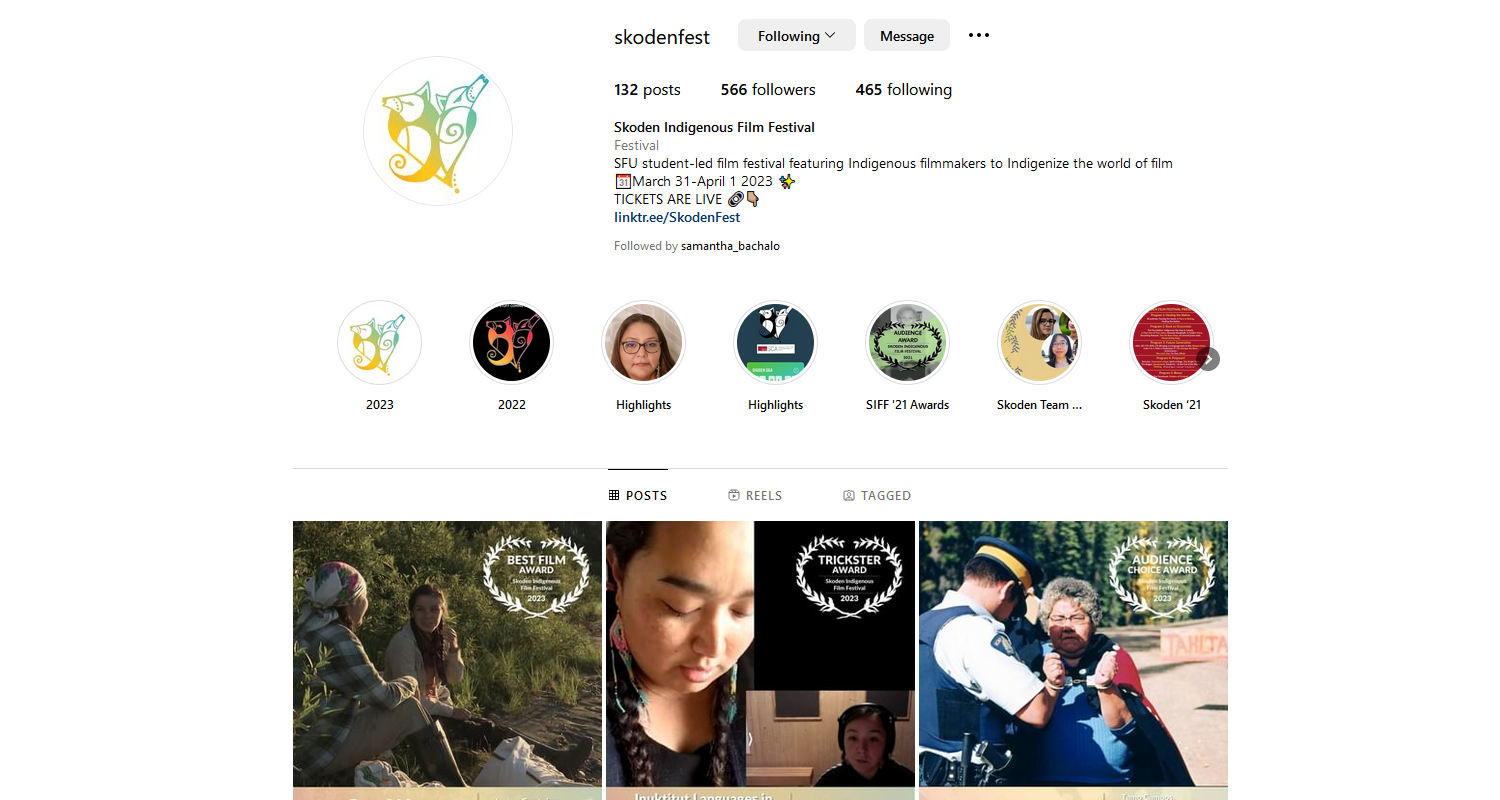 skodenfest
Following
Message
132 posts
566 followers
465 following
Skoden Indigenous Film Festival
Festival
SFU student-led film festival featuring Indigenous filmmakers to Indigenize the world of film
March 31-April 1 2023
TICKETS ARE LIVE
linktr.ee/SkodenFest
Followed by samantha_bachalo
AUDIENCE
AWARD
SKODEN INDIGENOUS
FILM FESTIVAL
2021
2023
2022
Highlights
Highlights
SIFF '21 Awards
Skoden Team ...
Skoden '21
POSTS
REELS
TAGGED
BEST FILM
AWARD
Skoden Indigenous
Film Festival
2023
TRICKSTER
AWARD
Skoden Indigenous
Film Festival
2023
AUDIENCE
CHOICE AWARD
Skoden Indigenous
Film Festival
2023
TAHLTA
Inuktitut Languages in